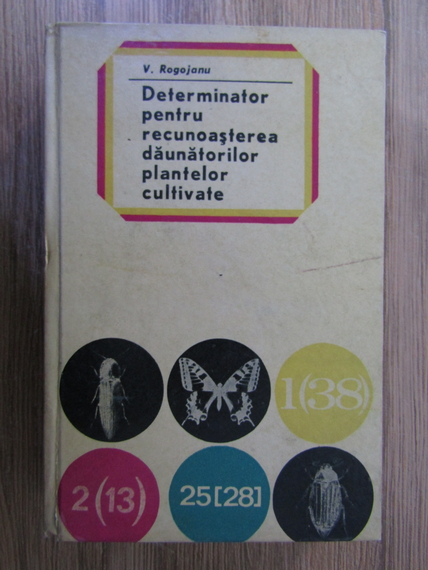 V. Rogojanu
Determinator
pentru
recunoaşterea
dăunătorilor
plantelor
cultivate
1(38)
2(13)
25[28]